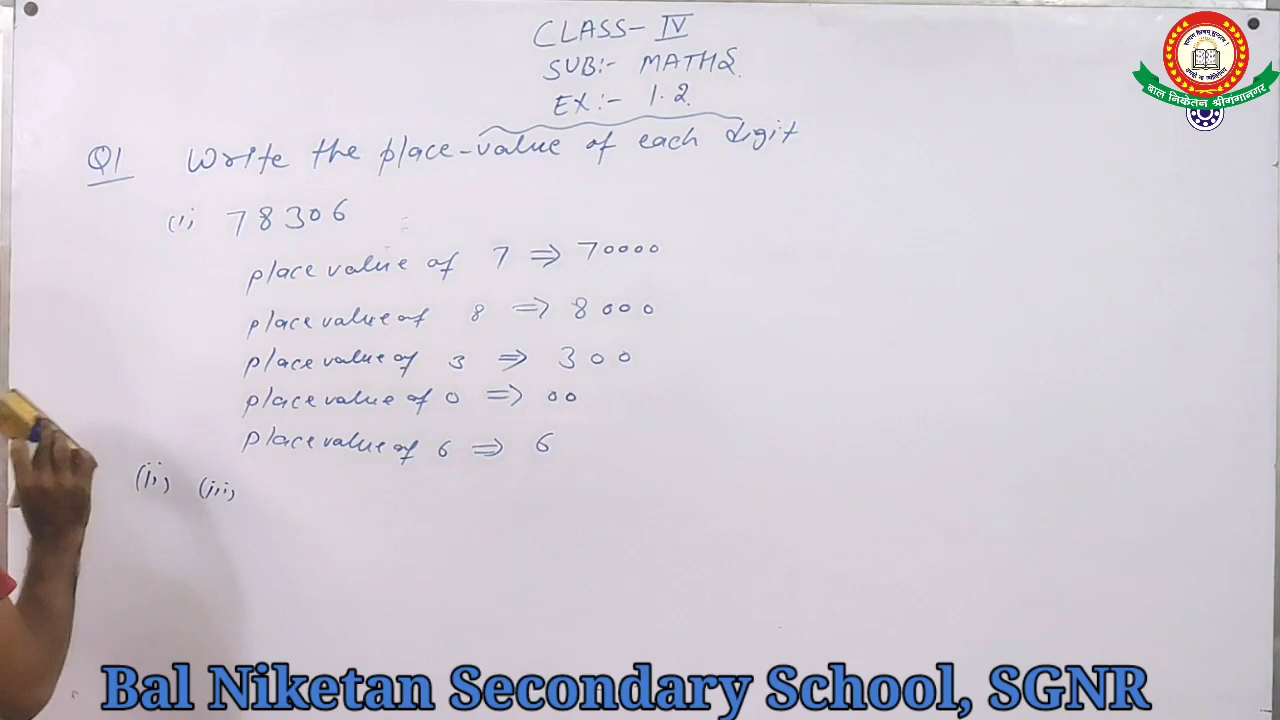 CLASS- IV
SUB:- MATHS.
EX:- 1.2.
Q1 Write the place-value of each digit
(i) 78306
place value of 7 ⇒ 70000
place value of 8 ⇒ 8000
place value of 3 ⇒ 300
place value of 0 ⇒ 00
place value of 6 ⇒ 6
(ii) (iii)
बाल निकेतन श्रीगंगानगर
Bal Niketan Secondary School, SGNR